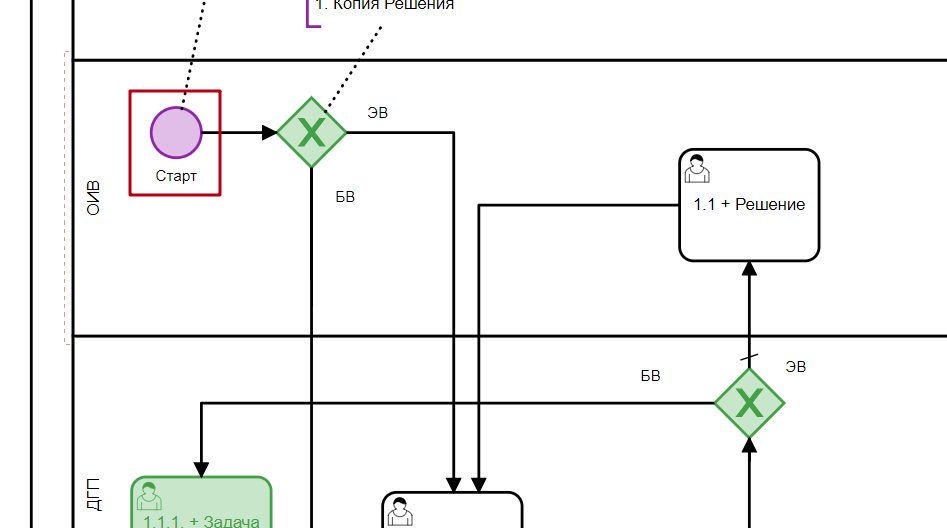 1. Копия Решения
ЭВ
Старт
БВ
ОИВ
1.1 + Решение
БВ
ЭВ
ДГП
1.1.1. + Задача